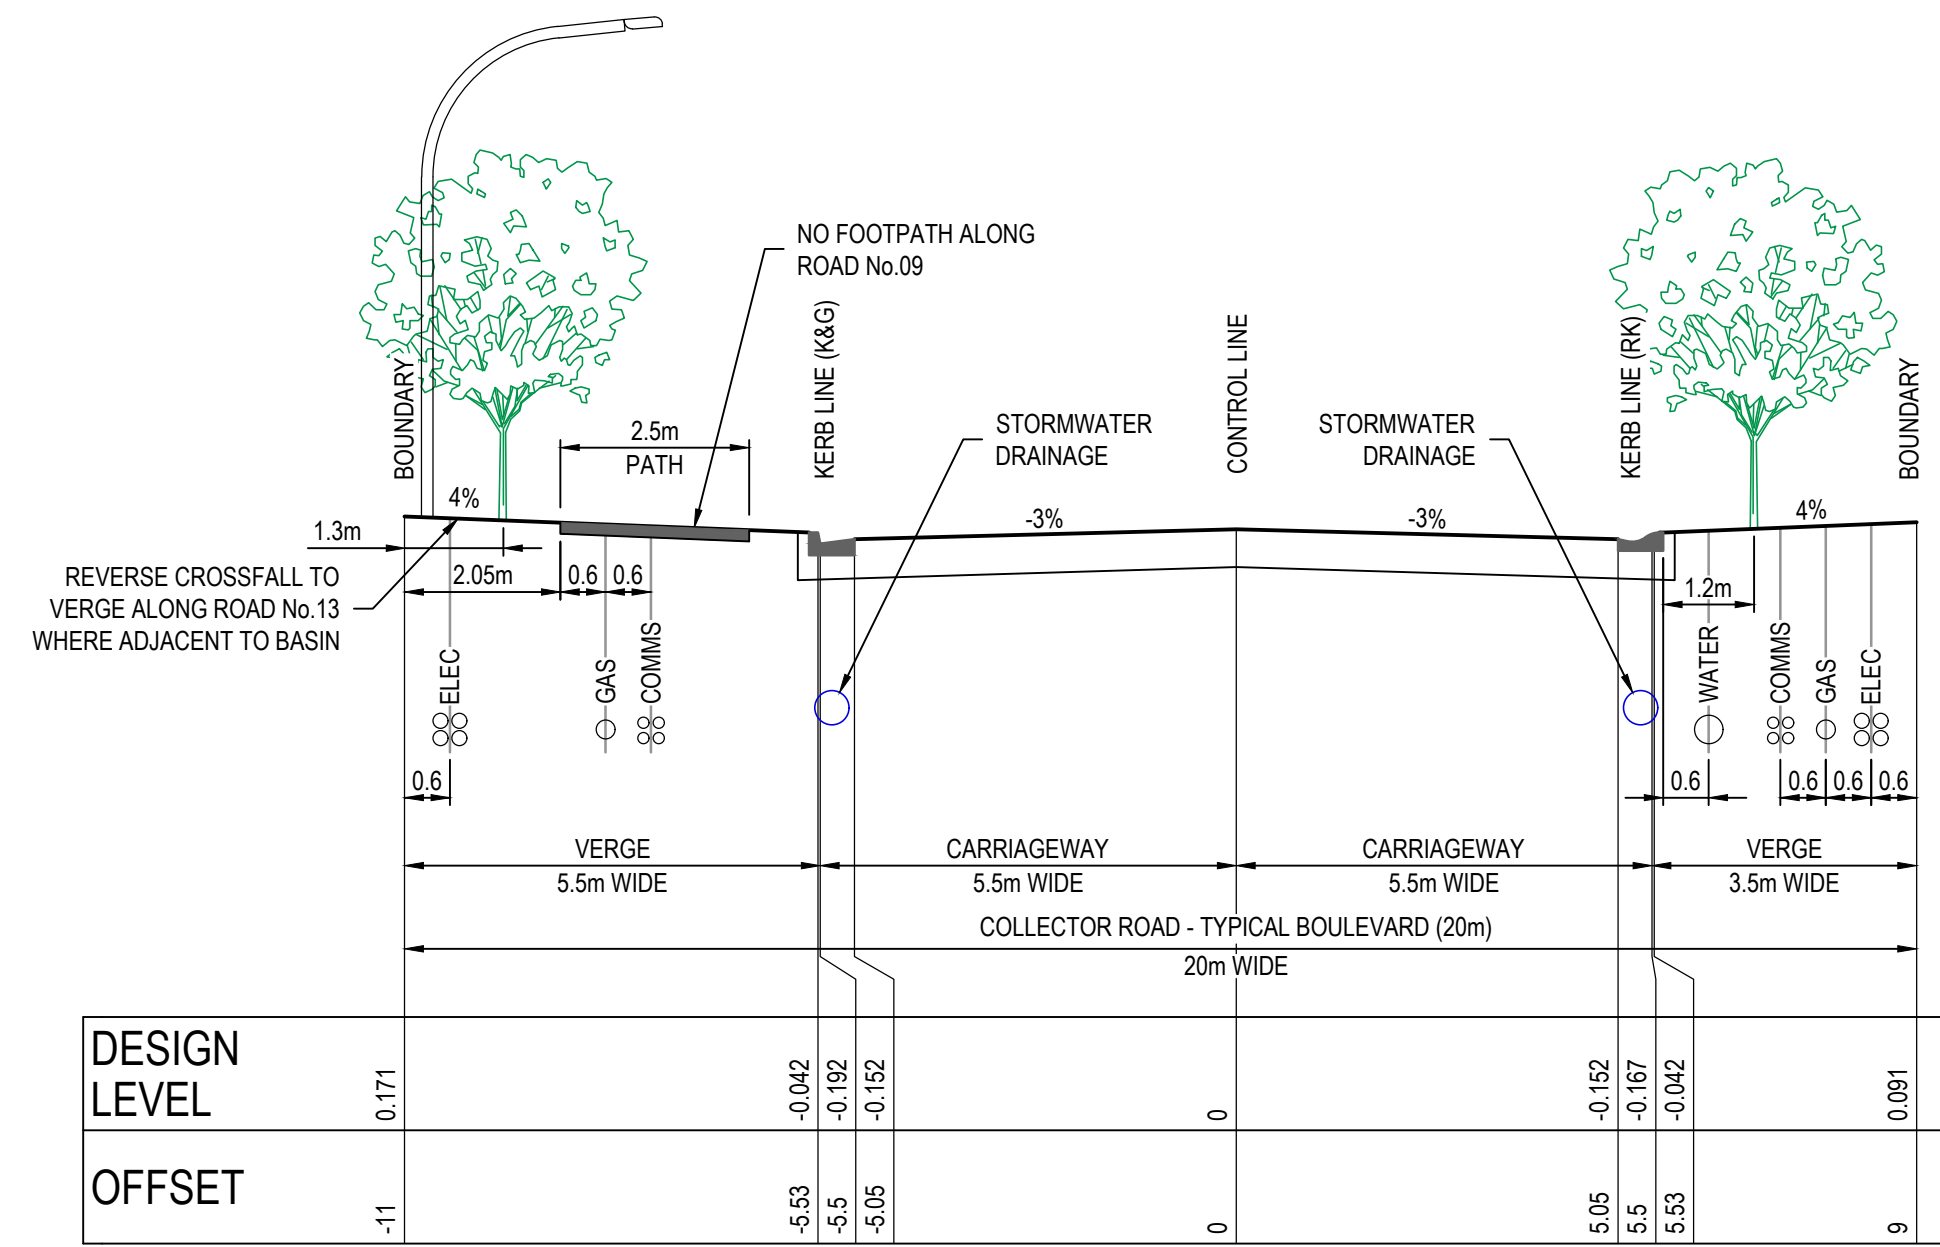 NO FOOTPATH ALONG
ROAD No.09
BOUNDARY
KERB LINE (K&G)
CONTROL LINE
KERB LINE (RK)
BOUNDARY
STORMWATER
DRAINAGE
STORMWATER
DRAINAGE
2.5m
PATH
4%
-3%
-3%
4%
1.3m
REVERSE CROSSFALL TO
VERGE ALONG ROAD No.13
WHERE ADJACENT TO BASIN
2.05m
0.6
0.6
1.2m
ELEC
GAS
COMMS
WATER
COMMS
GAS
ELEC
0.6
0.6
0.6
0.6
0.6
VERGE
5.5m WIDE
CARRIAGEWAY
5.5m WIDE
CARRIAGEWAY
5.5m WIDE
VERGE
3.5m WIDE
COLLECTOR ROAD - TYPICAL BOULEVARD (20m)
20m WIDE
DESIGN
LEVEL
0.171
-0.042
-0.192
-0.152
0
-0.152
-0.167
-0.042
0.091
OFFSET
-11
-5.53
-5.5
-5.05
0
5.05
5.5
5.53
9